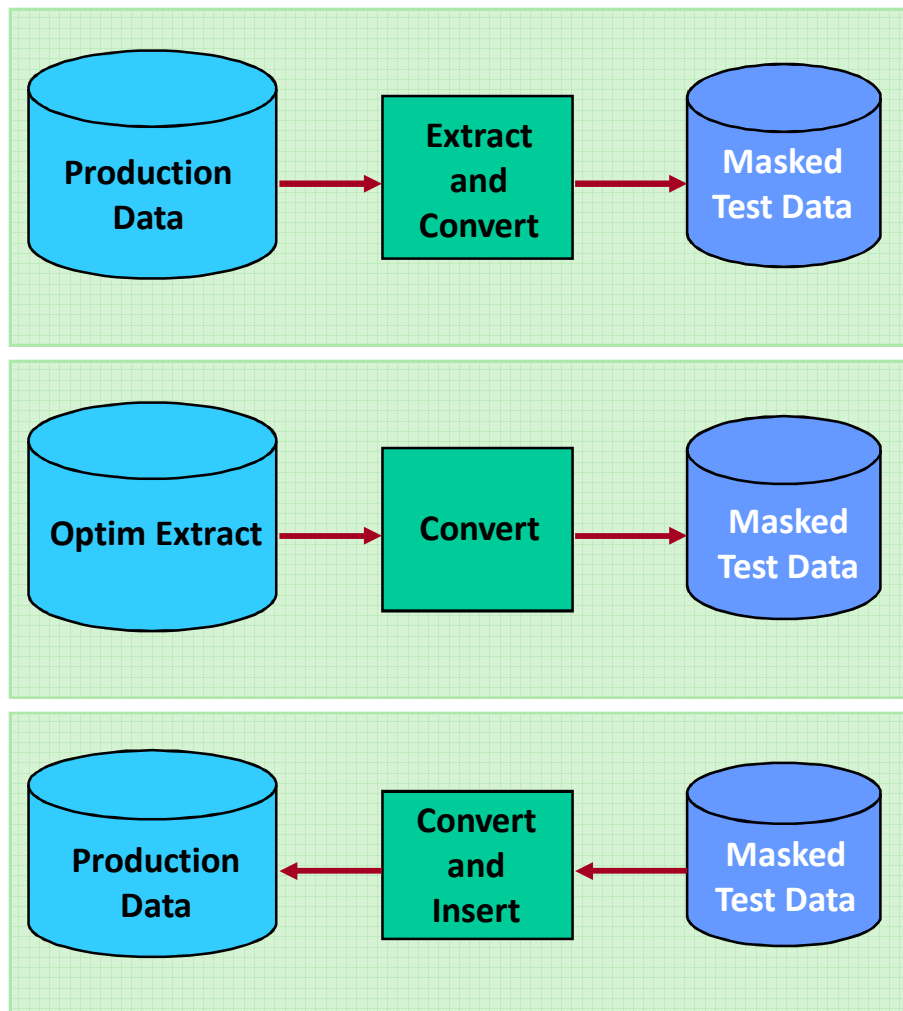 Production
Data
Extract
and
Convert
Masked
Test Data
Optim Extract
Convert
Masked
Test Data
Production
Data
Convert
and
Insert
Masked
Test Data